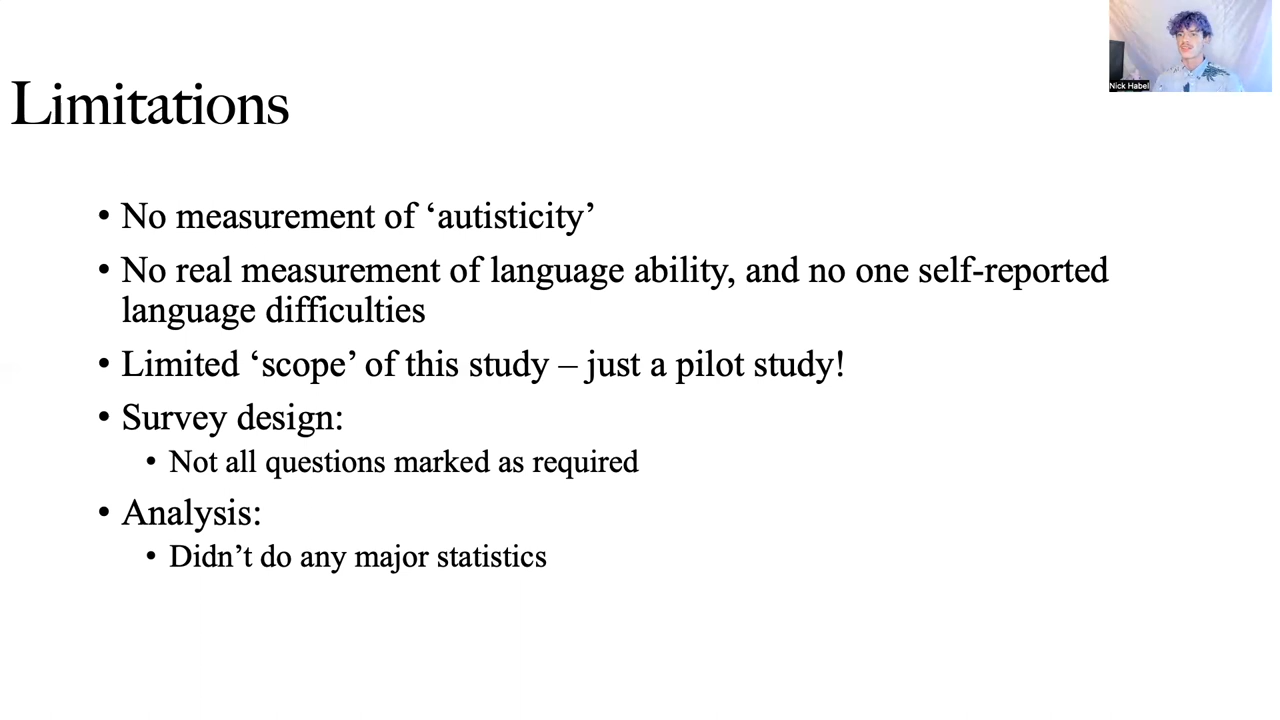 Nick Habel
Limitations
• No measurement of ‘autisticity’
• No real measurement of language ability, and no one self-reported
language difficulties
• Limited ‘scope’ of this study – just a pilot study!
• Survey design:
• Not all questions marked as required
• Analysis:
• Didn’t do any major statistics